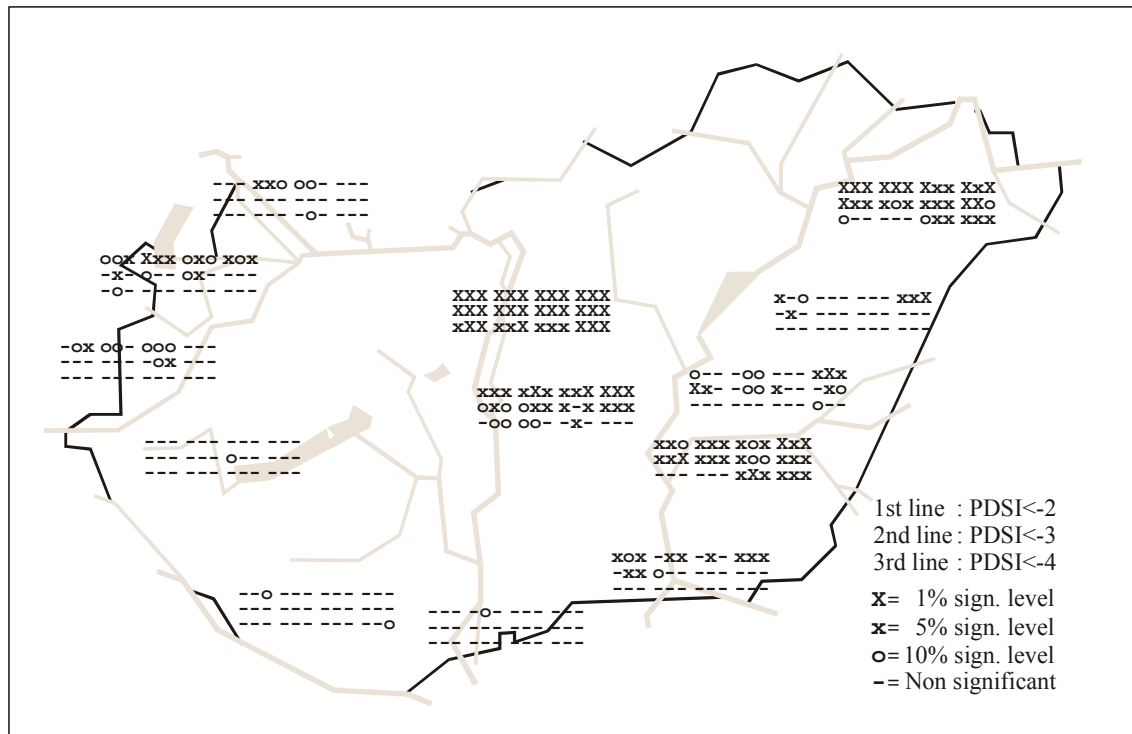 --- xxo oo- ---
--- --- --- ---
--- --- o-- ---
XXX XXX Xxx XxX
Xxx xox xxx XXo
o-- --- oxx xxx
oox Xxx oxo xox
-x- o-- ox- ---
-o- --- --- ---
XXX XXX XXX XXX
XXX XXX XXX XXX
xXX xxX xxx XXX
x-o --- --- xxX
-x- --- --- ---
--- --- --- ---
-ox oo- ooo ---
--- --- -ox ---
--- --- --- ---
o-- -oo --- xXx
Xx- -oo x-- -xo
--- --- --- o--
xxx xXx xxX XXX
oxo oxx x-x xxx
-oo oo- -x- ---
--- --- --- ---
--- o-- --- ---
--- --- --- ---
xxo xxx xox XxX
xxX xxx xoo xxx
--- --- xXx xxx
1st line : PDSI<-2
2nd line : PDSI<-3
3rd line : PDSI<-4
xox -xx -x- xxx
-xx o-- --- ---
--- --- --- ---
-o- --- --- ---
--- --- --- ---
--- --- --- --o
--- -o- --- ---
--- --- --- ---
--- --- --- ---
X= 1% sign. level
x= 5% sign. level
o=10% sign. level
-= Non significant